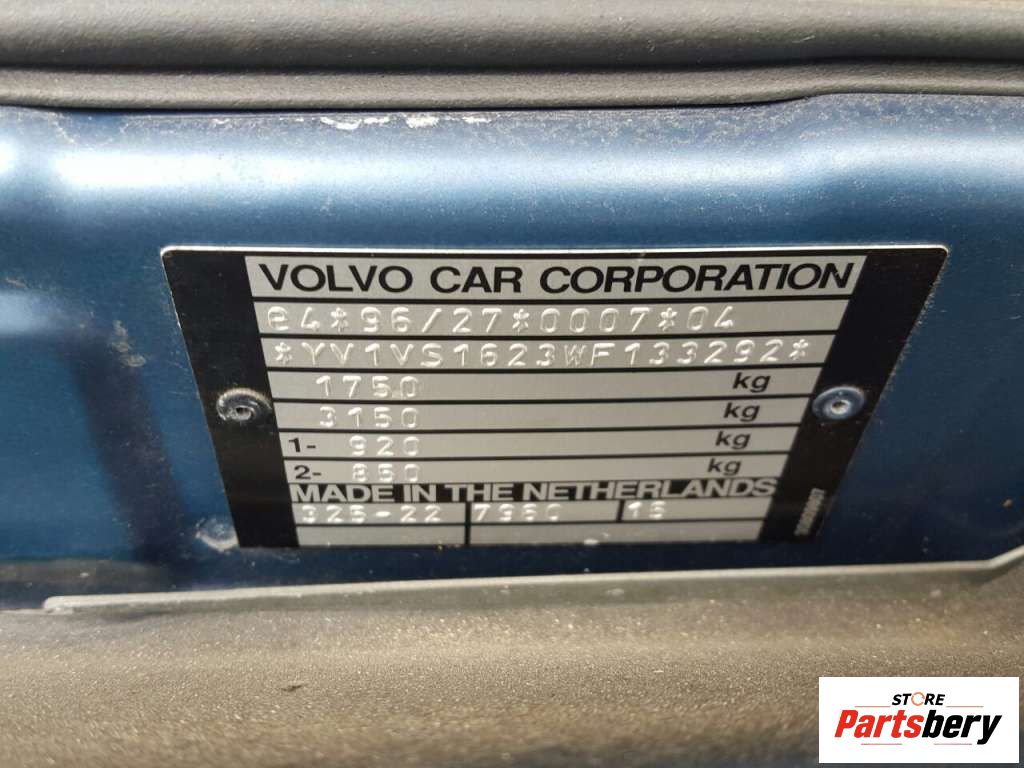 VOLVO CAR CORPORATION
e4*96/27*0007*04
*YV1VS1623WF133292*
1750 kg
3150 kg
1- 920 kg
2- 850 kg
MADE IN THE NETHERLANDS
325-22 7960 15
STORE
Partsbery